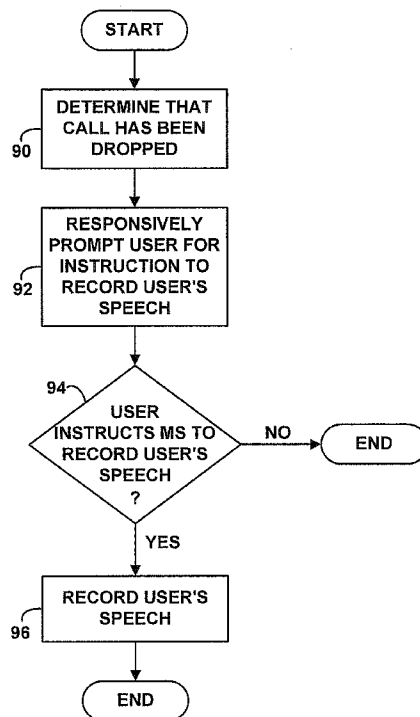 START
DETERMINE THAT
CALL HAS BEEN
DROPPED
90
RESPONSIVELY
PROMPT USER FOR
INSTRUCTION TO
RECORD USER'S
SPEECH
92
94
USER
INSTRUCTS MS TO
RECORD USER'S
SPEECH
?
NO
END
YES
RECORD USER'S
SPEECH
96
END